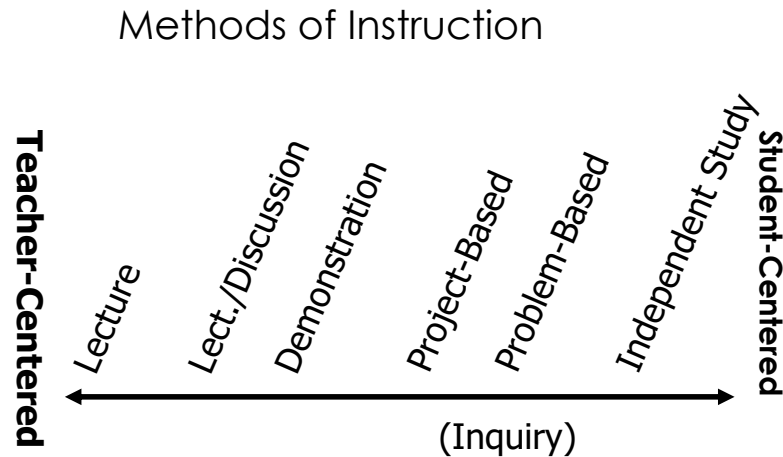 Methods of Instruction
Teacher-Centered
Lecture
Lect./Discussion
Demonstration
Project-Based
Problem-Based
Independent Study
Student-Centered
(Inquiry)